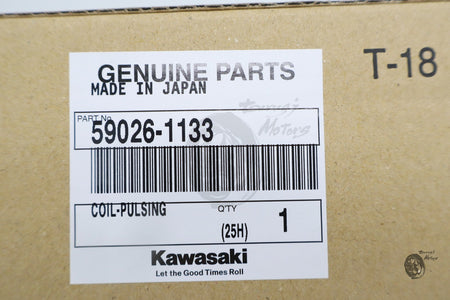 T-18
GENUINE PARTS
MADE IN JAPAN
PART No.
59026-1133
COIL-PULSING
Q'TY
(25H)
1
Kawasaki
Let the Good Times Roll